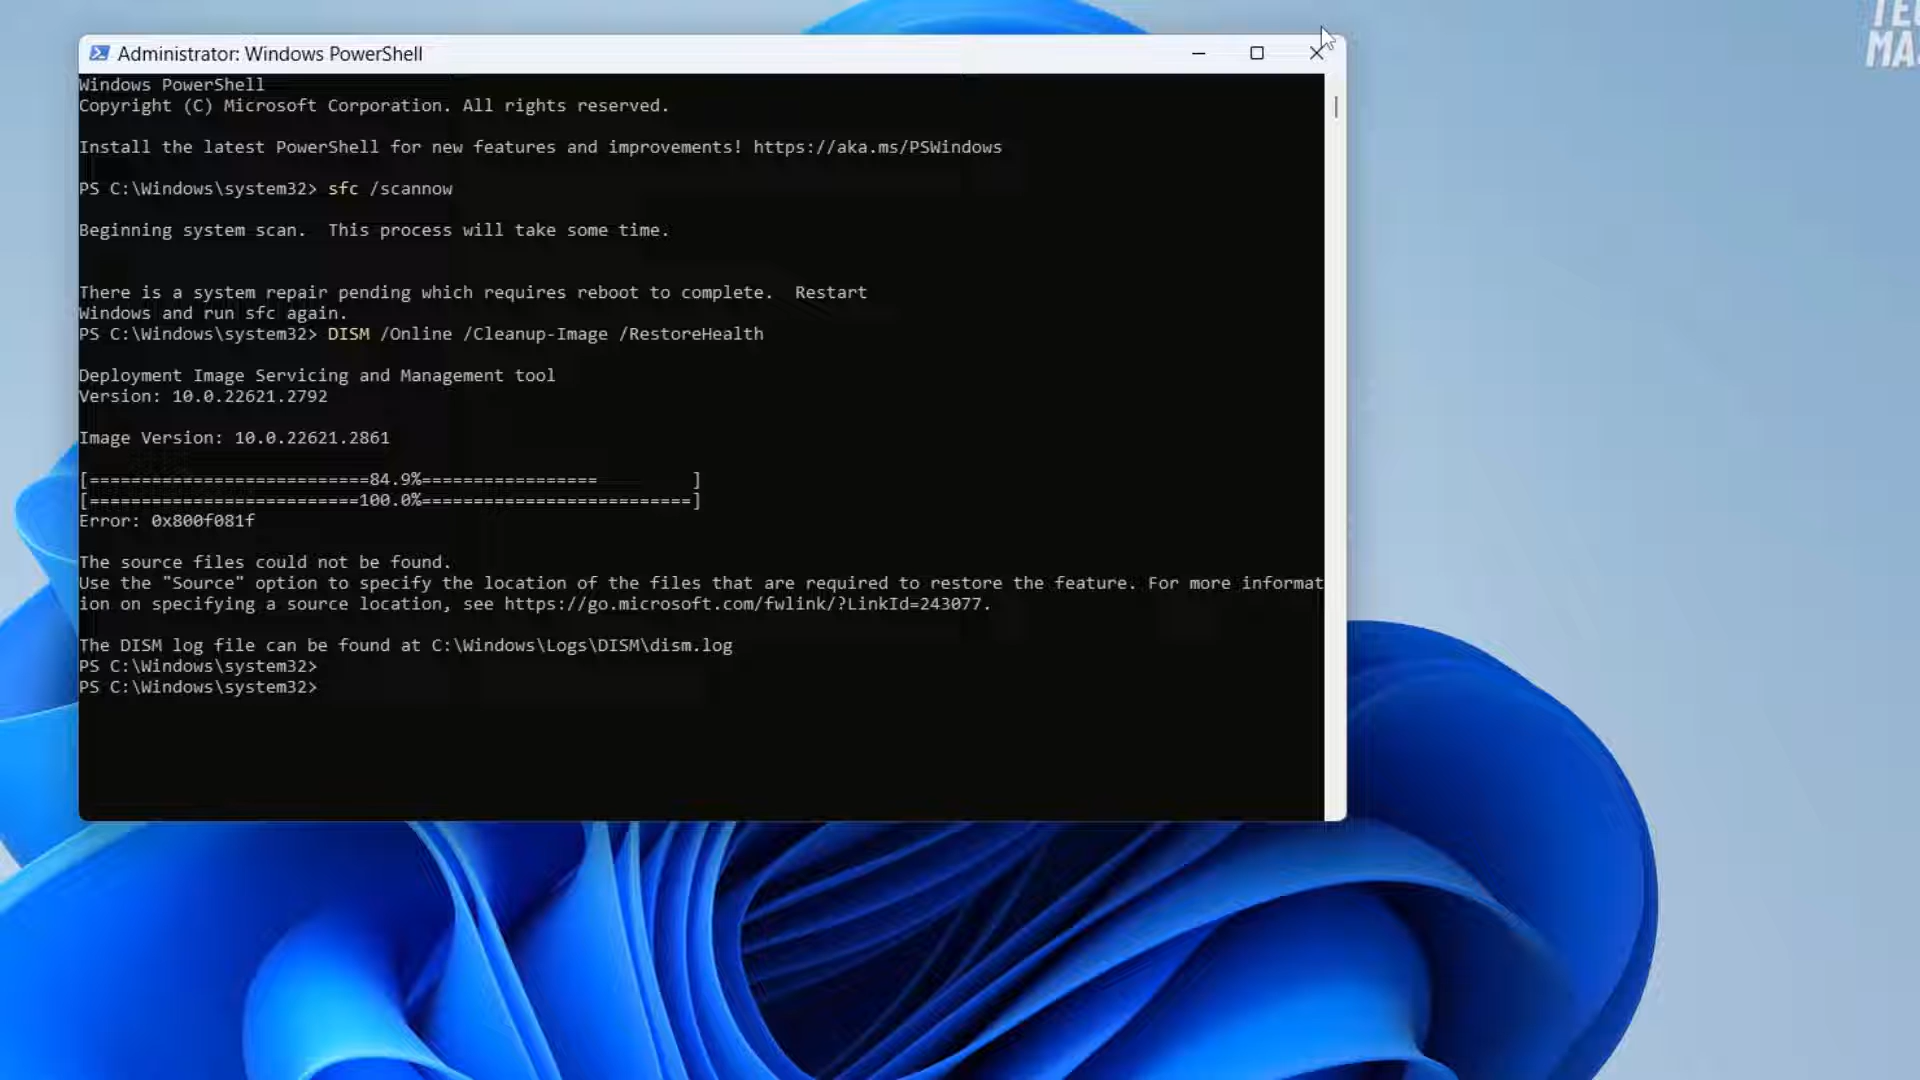 Administrator: Windows PowerShell
Windows PowerShell
Copyright (C) Microsoft Corporation. All rights reserved.
Install the latest PowerShell for new features and improvements! https://aka.ms/PSWindows
PS C:\Windows\system32> sfc /scannow
Beginning system scan.  This process will take some time.
There is a system repair pending which requires reboot to complete.  Restart
Windows and run sfc again.
PS C:\Windows\system32> DISM /Online /Cleanup-Image /RestoreHealth
Deployment Image Servicing and Management tool
Version: 10.0.22621.2792
Image Version: 10.0.22621.2861
[===========================84.9%=================          ]
[==========================100.0%==========================]
Error: 0x800f081f
The source files could not be found.
Use the "Source" option to specify the location of the files that are required to restore the feature. For more informat
ion on specifying a source location, see https://go.microsoft.com/fwlink/?LinkId=243077.
The DISM log file can be found at C:\Windows\Logs\DISM\dism.log
PS C:\Windows\system32>
PS C:\Windows\system32>